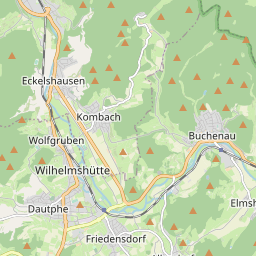 Eckelshausen
Kombach
Buchenau
Wolfgruben
Wilhelmshütte
Dautphe
Elmsh
Friedensdorf